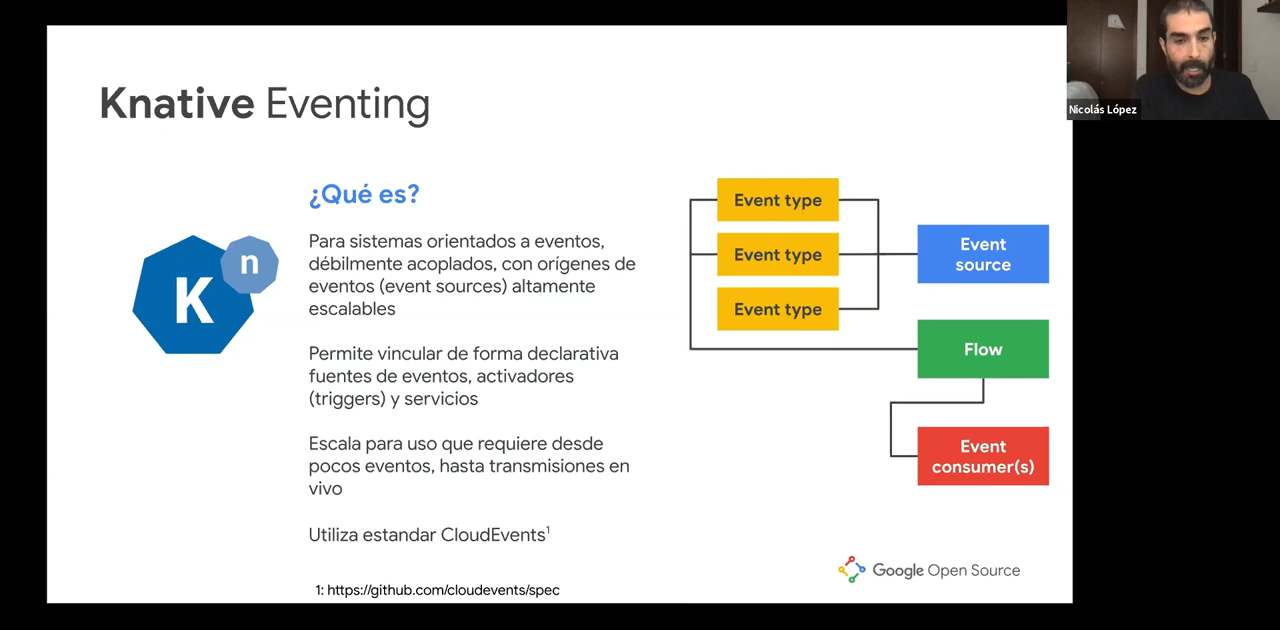 Knative Eventing
Nicolás López
¿Qué es?
Para sistemas orientados a eventos,
débilmente acoplados, con orígenes de
eventos (event sources) altamente
escalables
Permite vincular de forma declarativa
fuentes de eventos, activadores
(triggers) y servicios
Escala para uso que requiere desde
pocos eventos, hasta transmisiones en
vivo
Utiliza estandar CloudEvents¹
1: https://github.com/cloudevents/spec
K
n
Event type
Event type
Event type
Event
source
Flow
Event
consumer(s)
Google Open Source